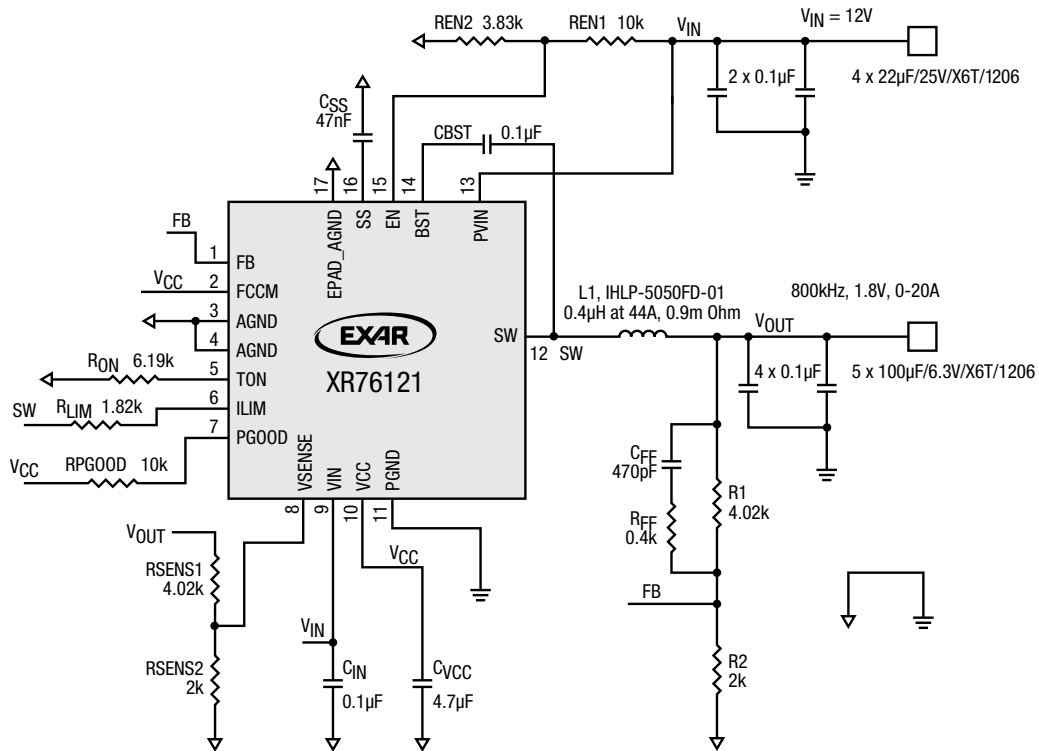 REN2 3.83k
REN1 10k
VIN
VIN = 12V
2 x 0.1µF
4 x 22µF/25V/X6T/1206
CSS
47nF
CBST
0.1µF
17
16
15
14
13
EPAD_AGND
SS
EN
BST
PVIN
FB
1
FB
VCC
2
FCCM
3
AGND
4
AGND
RON 6.19k
5
TON
SW
RLIM 1.82k
6
ILIM
7
PGOOD
VCC
RPGOOD 10k
EXAR
XR76121
SW
12 SW
L1, IHLP-5050FD-01
0.4µH at 44A, 0.9m Ohm
800kHz, 1.8V, 0-20A
VOUT
4 x 0.1µF
5 x 100µF/6.3V/X6T/1206
VSENSE
VIN
VCC
PGND
8
9
10
11
VOUT
RSENS1
4.02k
RSENS2
2k
VIN
CIN
0.1µF
VCC
CVCC
4.7µF
CFF
470pF
RFF
0.4k
R1
4.02k
FB
R2
2k